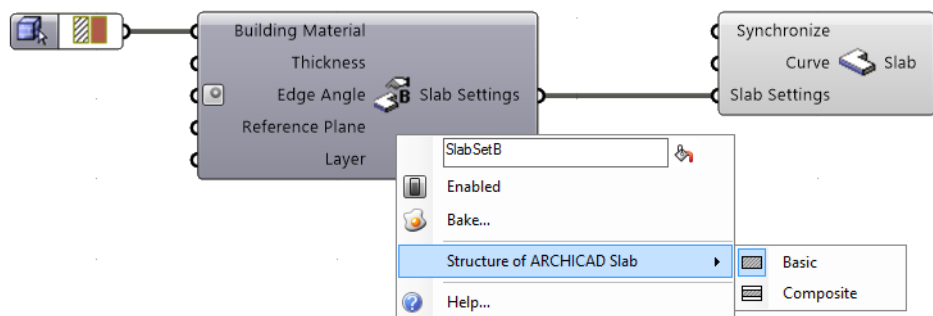 Building Material
Thickness
Edge Angle
Reference Plane
Layer
B
Slab Settings
Synchronize
Curve
Slab Settings
Slab
SlabSetB
Enabled
Bake...
Structure of ARCHICAD Slab
Help...
Basic
Composite